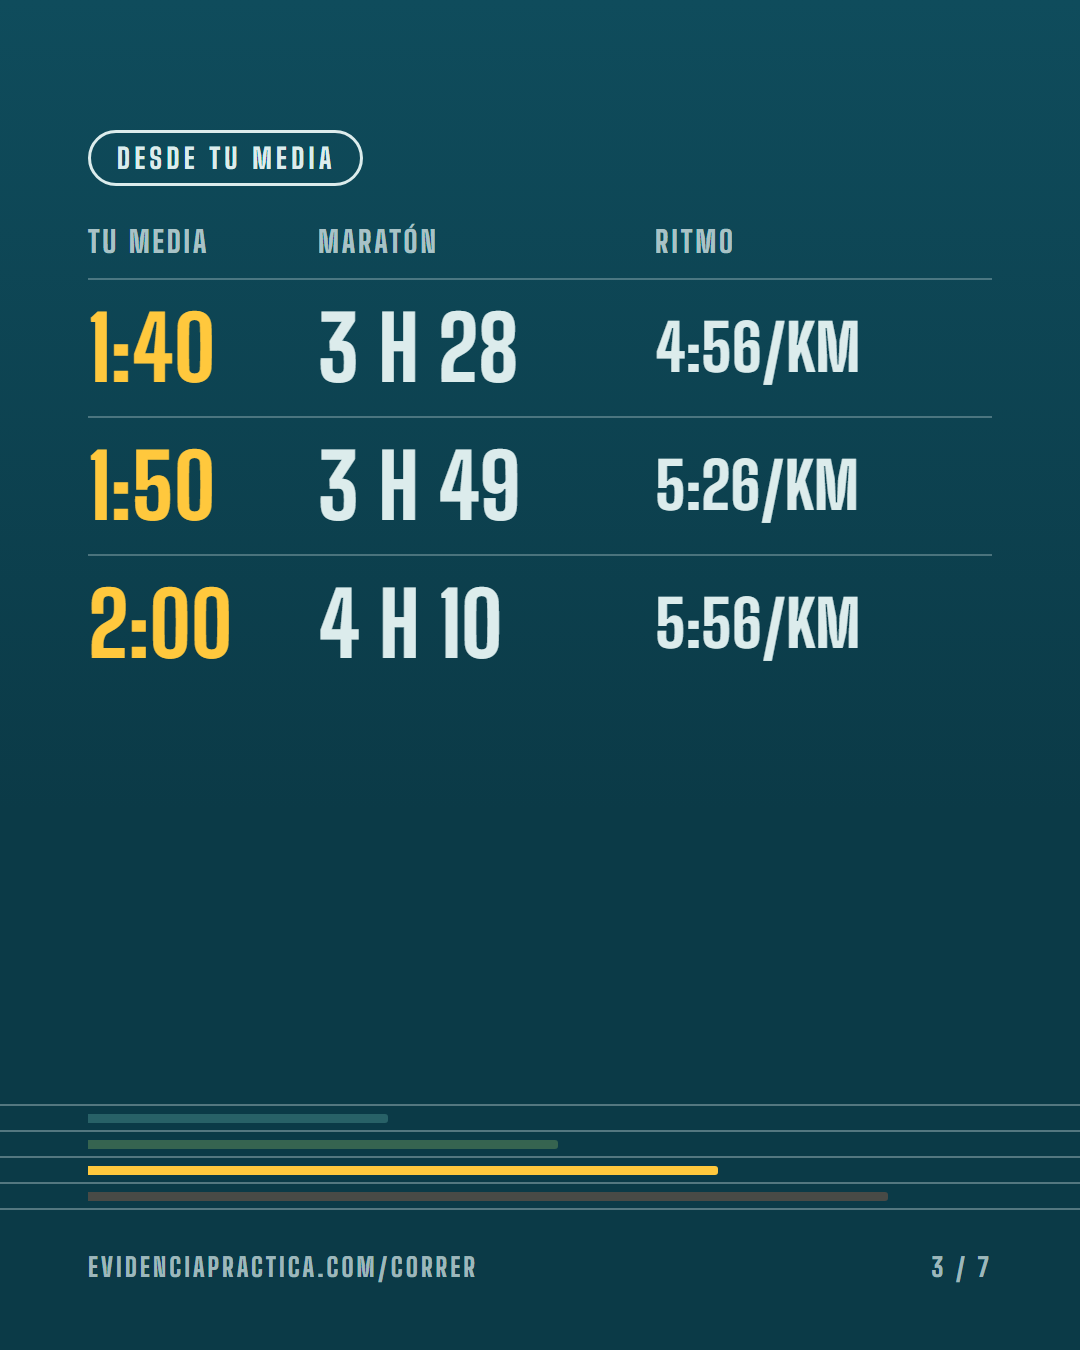 DESDE TU MEDIA
TU MEDIA MARATÓN RITMO
1:40 3 H 28 4:56/KM
1:50 3 H 49 5:26/KM
2:00 4 H 10 5:56/KM
EVIDENCIAPRACTICA.COM/CORRER 3 / 7